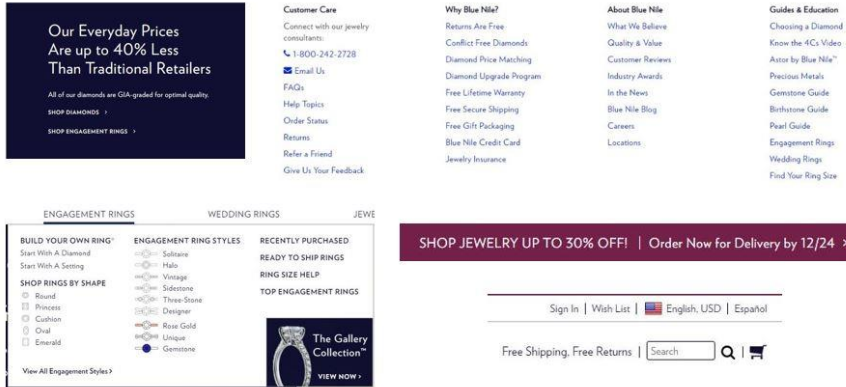 Our Everyday Prices
Are up to 40% Less
Than Traditional Retailers
All of our diamonds are GIA-graded for optimal quality.
SHOP DIAMONDS >
SHOP ENGAGEMENT RINGS >
Customer Care
Connect with our jewelry
consultants:
1-800-242-2728
Email Us
FAQs
Help Topics
Order Status
Returns
Refer a Friend
Give Us Your Feedback
Why Blue Nile?
Returns Are Free
Conflict Free Diamonds
Diamond Price Matching
Diamond Upgrade Program
Free Lifetime Warranty
Free Secure Shipping
Free Gift Packaging
Blue Nile Credit Card
Jewelry Insurance
About Blue Nile
What We Believe
Quality & Value
Customer Reviews
Industry Awards
In the News
Blue Nile Blog
Careers
Locations
Guides & Education
Choosing a Diamond
Know the 4Cs Video
Astor by Blue Nile™
Precious Metals
Gemstone Guide
Birthstone Guide
Pearl Guide
Engagement Rings
Wedding Rings
Find Your Ring Size
ENGAGEMENT RINGS WEDDING RINGS JEWE
BUILD YOUR OWN RING®
Start With A Diamond
Start With A Setting
SHOP RINGS BY SHAPE
Round
Princess
Cushion
Oval
Emerald
View All Engagement Styles >
ENGAGEMENT RING STYLES
Solitaire
Halo
Vintage
Sidestone
Three-Stone
Designer
Rose Gold
Unique
Gemstone
RECENTLY PURCHASED
READY TO SHIP RINGS
RING SIZE HELP
TOP ENGAGEMENT RINGS
The Gallery
Collection™
VIEW NOW >
SHOP JEWELRY UP TO 30% OFF! | Order Now for Delivery by 12/24 >
Sign In | Wish List | English, USD | Español
Free Shipping, Free Returns | Search